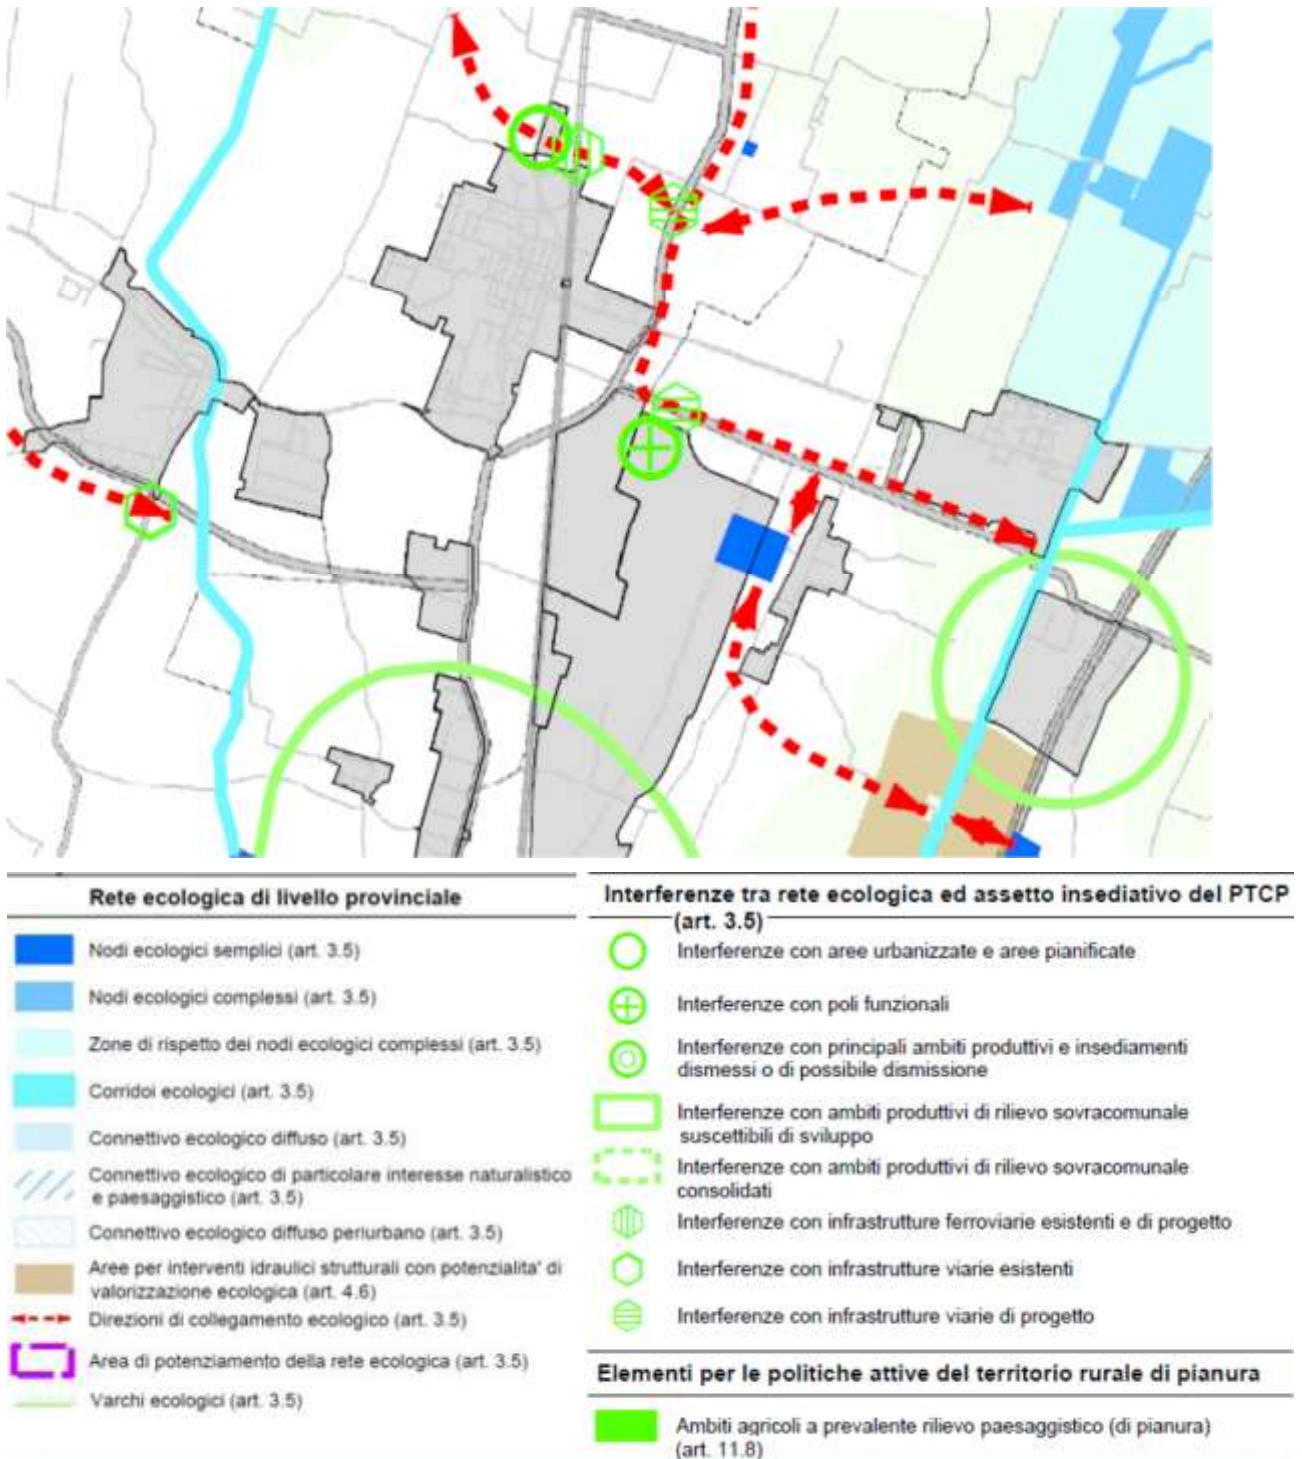 Rete ecologica di livello provinciale
Nodi ecologici semplici (art. 3.5)
Nodi ecologici complessi (art. 3.5)
Zone di rispetto dei nodi ecologici complessi (art. 3.5)
Corridoi ecologici (art. 3.5)
Connettivo ecologico diffuso (art. 3.5)
Connettivo ecologico di particolare interesse naturalistico
e paesaggistico (art. 3.5)
Connettivo ecologico diffuso periurbano (art. 3.5)
Aree per interventi idraulici strutturali con potenzialita' di
valorizzazione ecologica (art. 4.6)
Direzioni di collegamento ecologico (art. 3.5)
Area di potenziamento della rete ecologica (art. 3.5)
Varchi ecologici (art. 3.5)
Interferenze tra rete ecologica ed assetto insediativo del PTCP
(art. 3.5)
Interferenze con aree urbanizzate e aree pianificate
Interferenze con poli funzionali
Interferenze con principali ambiti produttivi e insediamenti
dismessi o di possibile dismissione
Interferenze con ambiti produttivi di rilievo sovracomunale
suscettibili di sviluppo
Interferenze con ambiti produttivi di rilievo sovracomunale
consolidati
Interferenze con infrastrutture ferroviarie esistenti e di progetto
Interferenze con infrastrutture viarie esistenti
Interferenze con infrastrutture viarie di progetto
Elementi per le politiche attive del territorio rurale di pianura
Ambiti agricoli a prevalente rilievo paesaggistico (di pianura)
(art. 11.8)